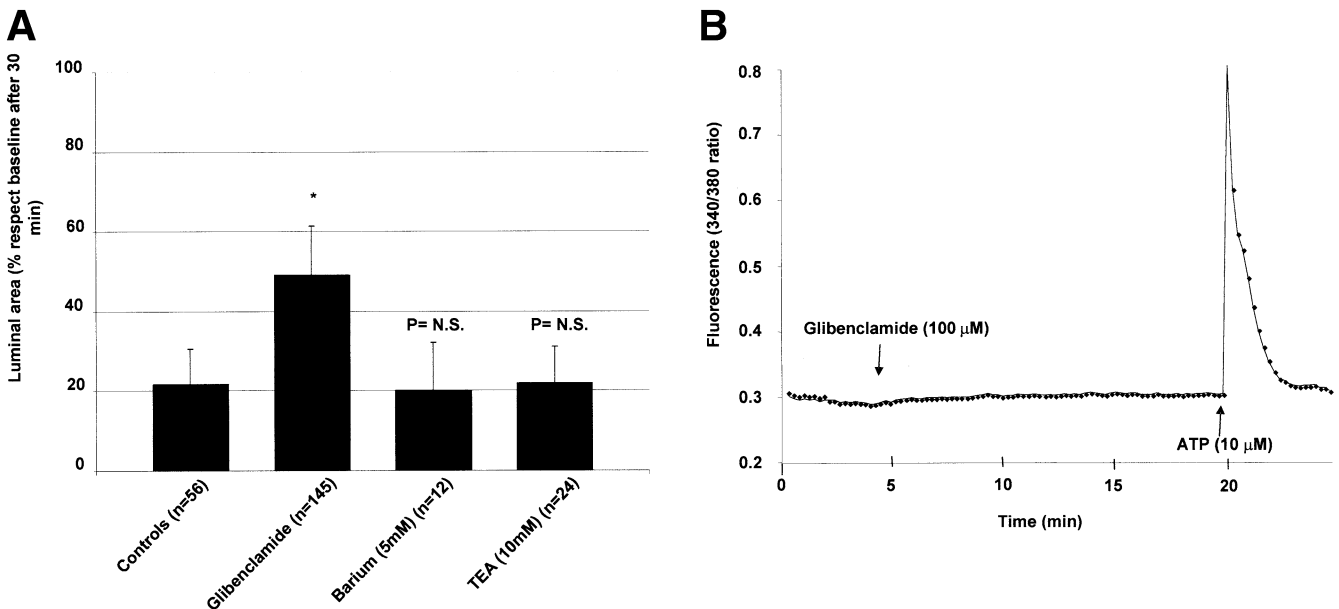 A
Luminal area (% respect baseline after 30
min)
100
80
60
40
20
0
*
P= N.S.
P= N.S.
Controls (n=56)
Glibenclamide (n=145)
Barium (5mM) (n=12)
TEA (10mM) (n=24)
B
Fluorescence (340/380 ratio)
0.8
0.7
0.6
0.5
0.4
0.3
0.2
Glibenclamide (100 µM)
ATP (10 µM)
0
5
10
15
20
Time (min)